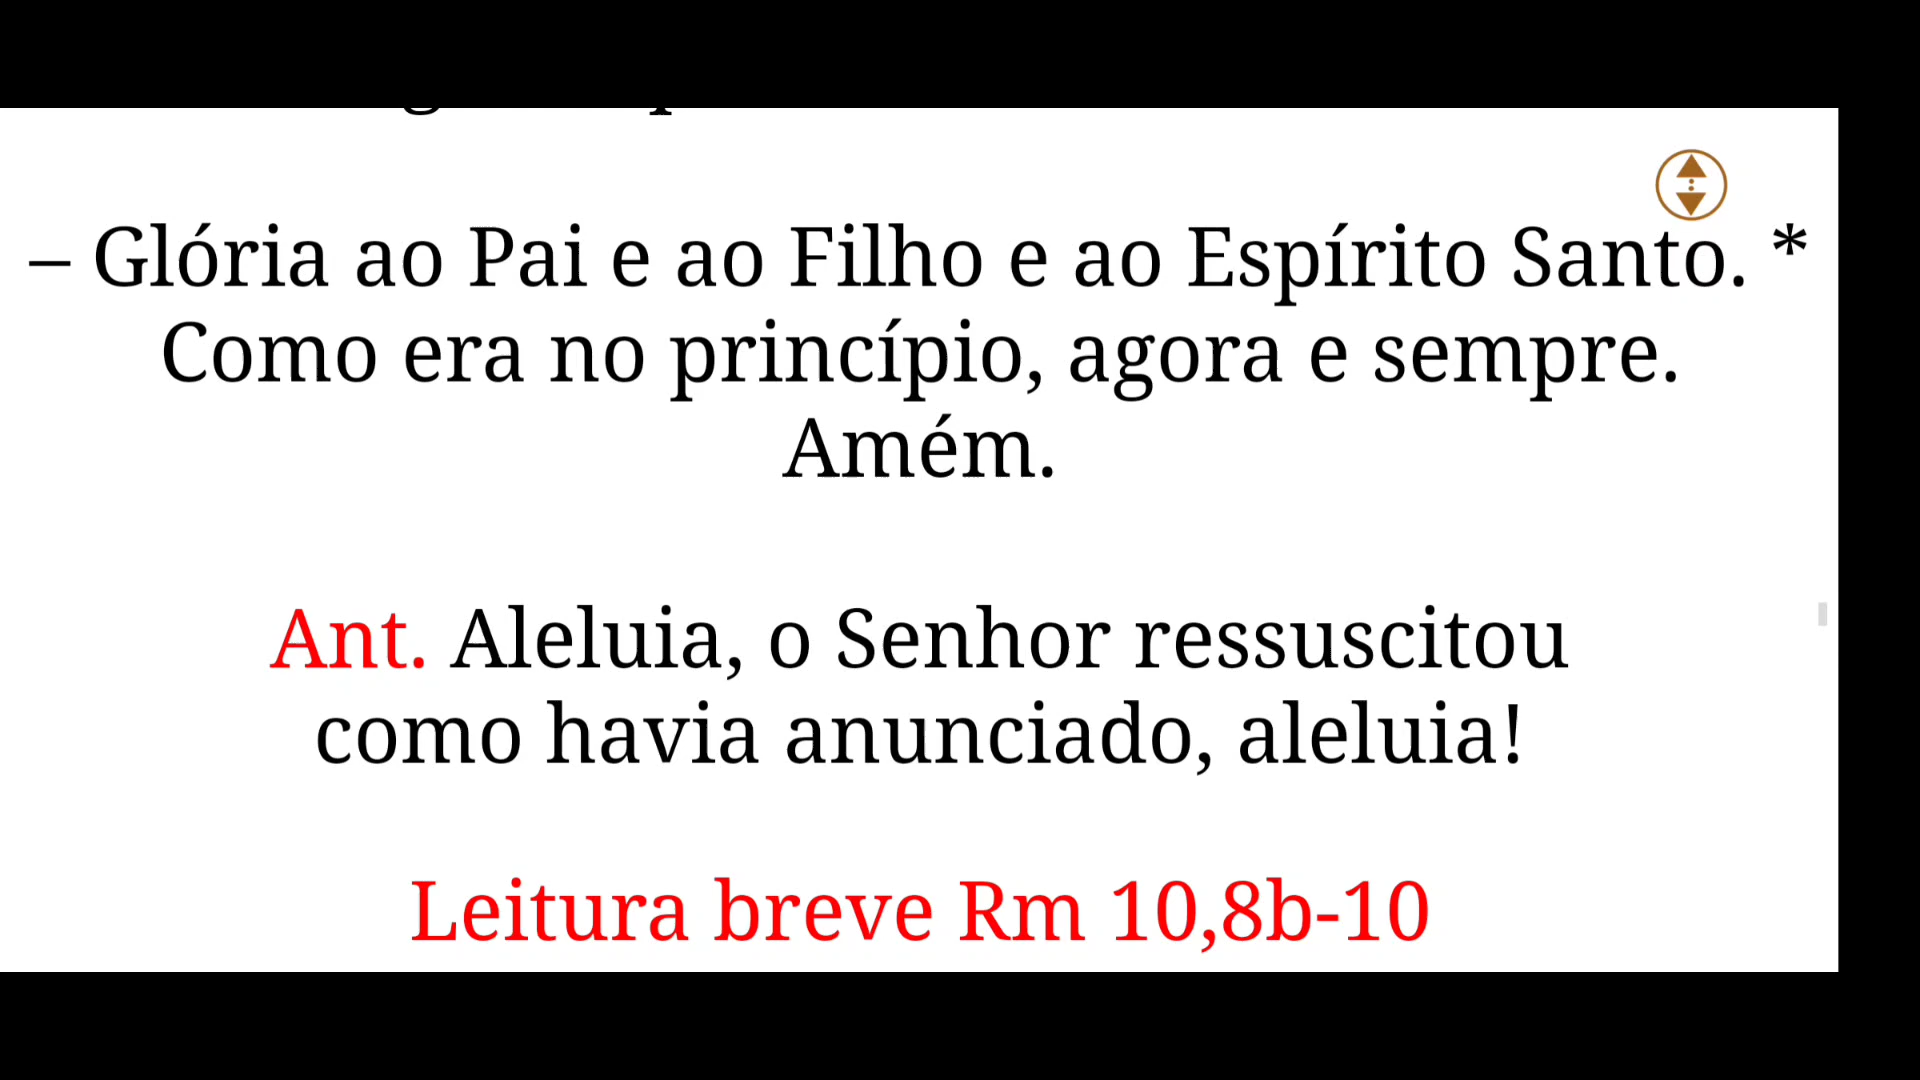 – Glória ao Pai e ao Filho e ao Espírito Santo. *
Como era no princípio, agora e sempre.
Amém.
Ant. Aleluia, o Senhor ressuscitou
como havia anunciado, aleluia!
Leitura breve Rm 10,8b-10